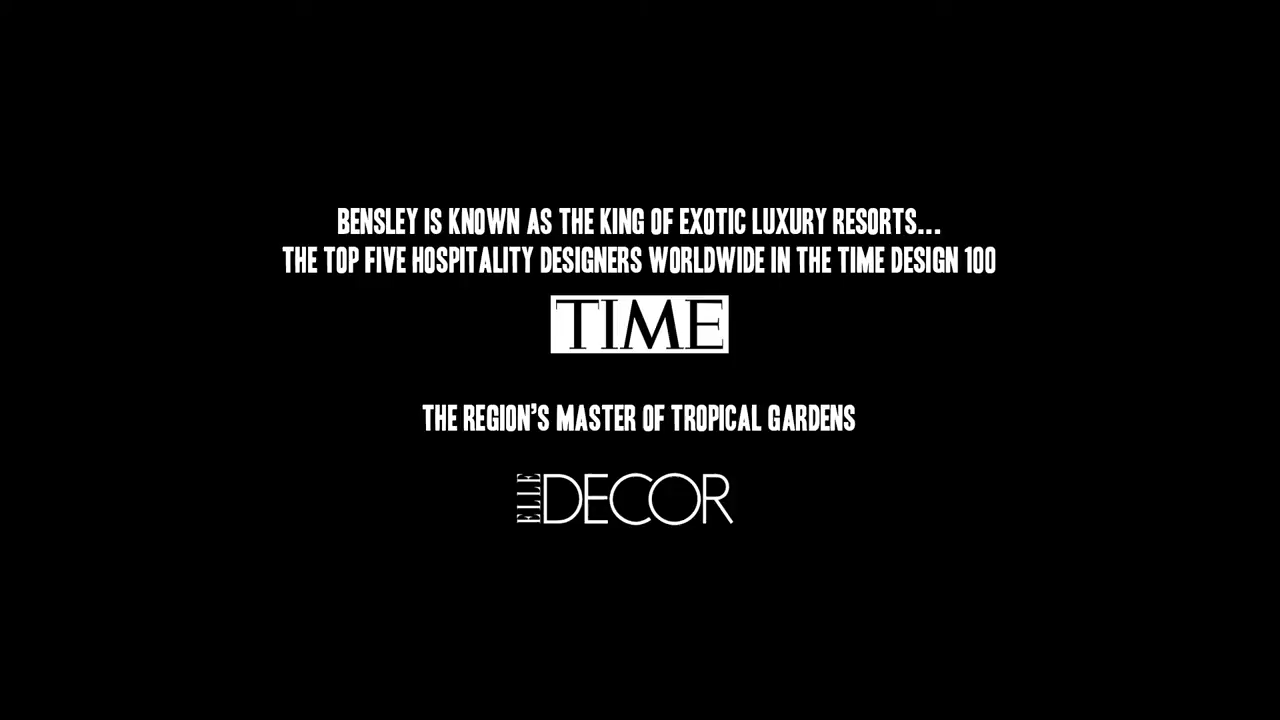 BENSLEY IS KNOWN AS THE KING OF EXOTIC LUXURY RESORTS...
THE TOP FIVE HOSPITALITY DESIGNERS WORLDWIDE IN THE TIME DESIGN 100
TIME
THE REGION'S MASTER OF TROPICAL GARDENS
ELLE DECOR